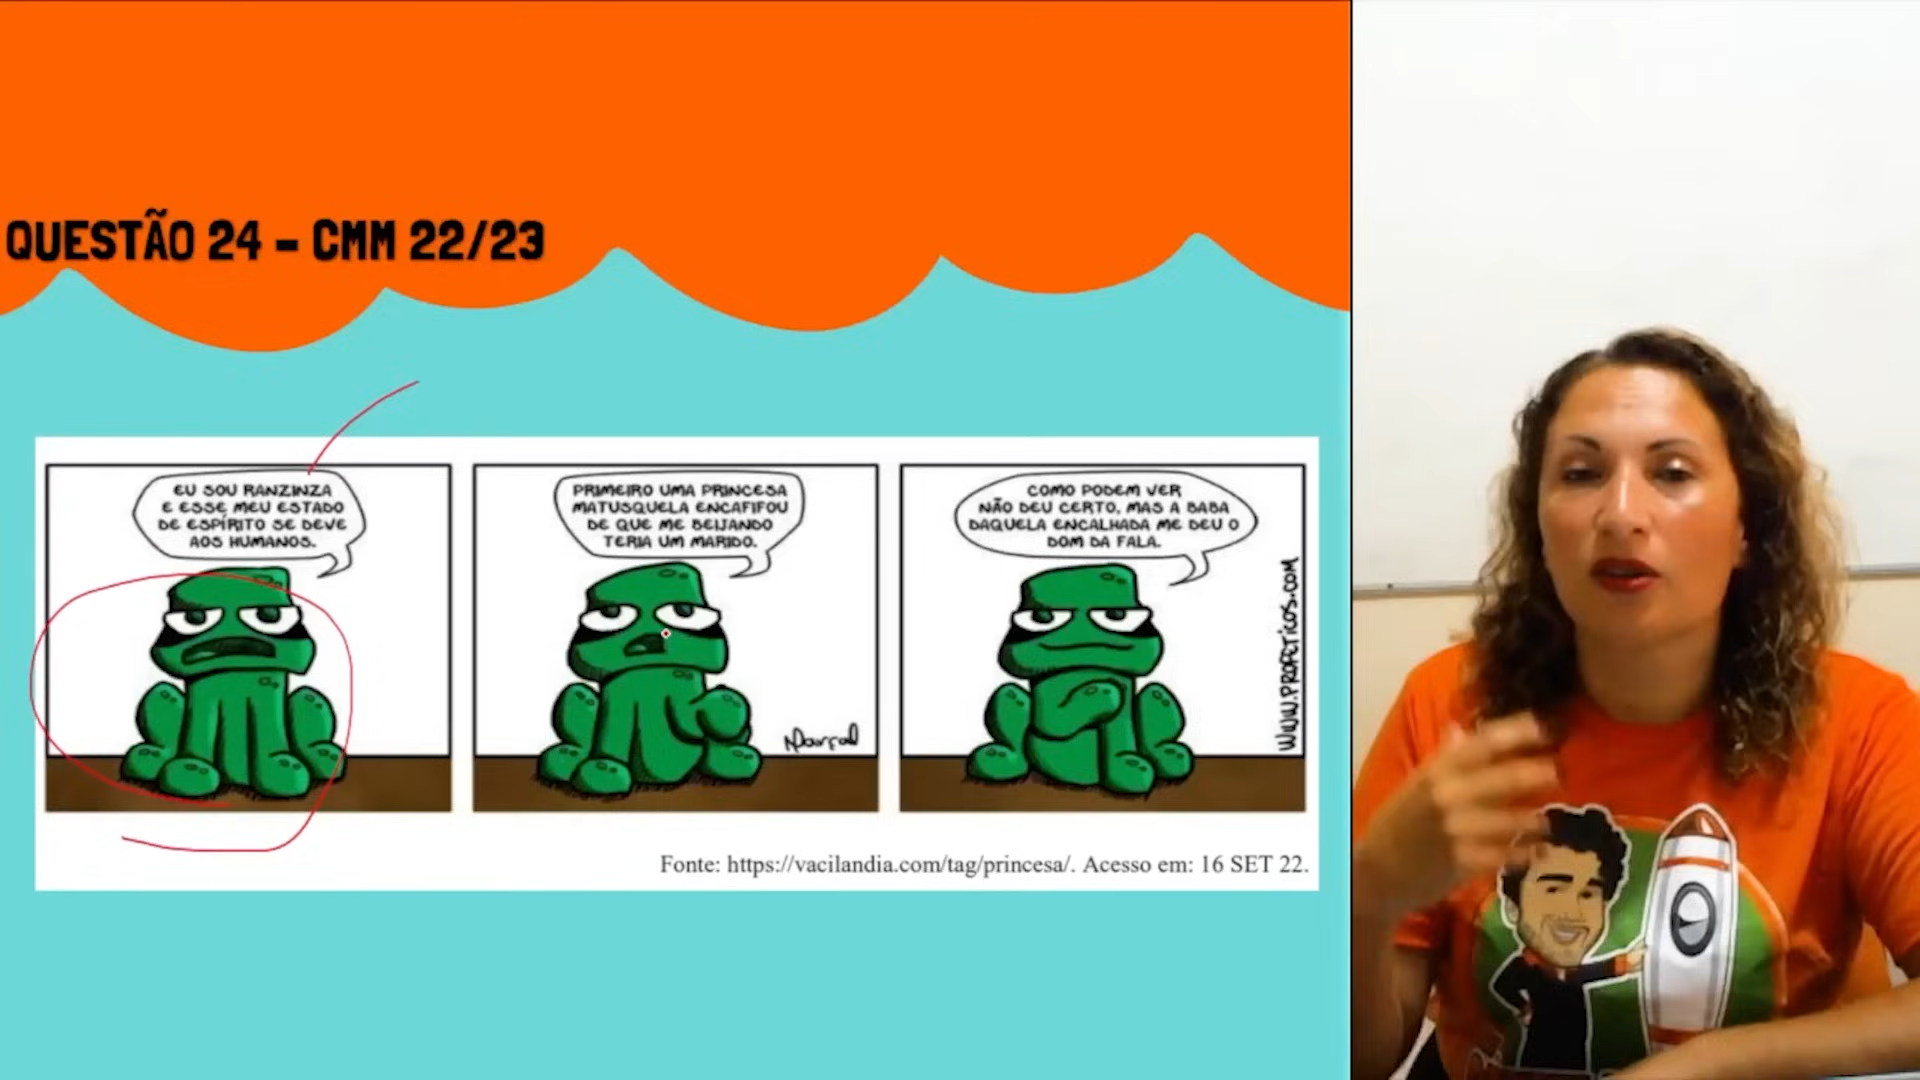 QUESTÃO 24 - CMM 22/23
EU SOU RANZINZA
E ESSE MEU ESTADO
DE ESPÍRITO SE DEVE
AOS HUMANOS.
PRIMEIRO UMA PRINCESA
MATUSQUELA ENCAFIFOU
DE QUE ME BEIJANDO
TERIA UM MARIDO.
COMO PODEM VER
NÃO DEU CERTO, MAS A BABA
DAQUELA ENCALHADA ME DEU O
DOM DA FALA.
Marçal
WWW.PROFETICOS.COM
Fonte: https://vacilandia.com/tag/princesa/. Acesso em: 16 SET 22.